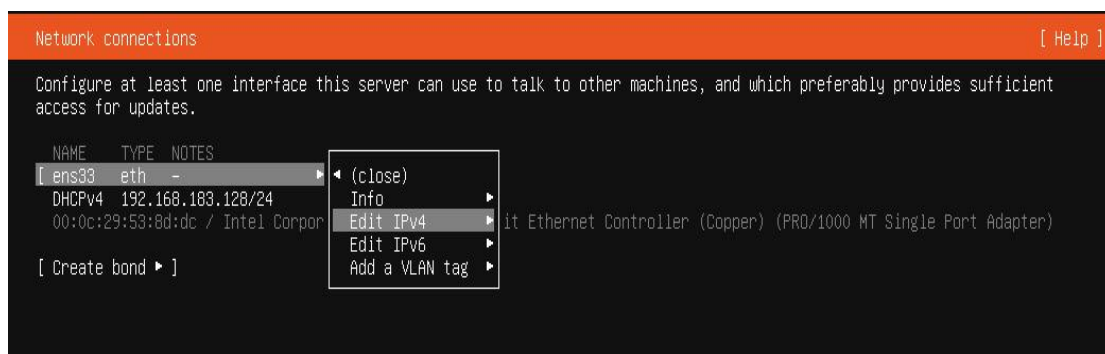 Network connections [ Help ]
Configure at least one interface this server can use to talk to other machines, and which preferably provides sufficient
access for updates.
NAME TYPE NOTES
[ ens33 eth - ▸ ◂ (close)
DHCPv4 192.168.183.128/24 Info ▸
00:0c:29:53:8d:dc / Intel Corpor Edit IPv4 ▸ it Ethernet Controller (Copper) (PRO/1000 MT Single Port Adapter)
Edit IPv6 ▸
[ Create bond ▸ ] Add a VLAN tag ▸